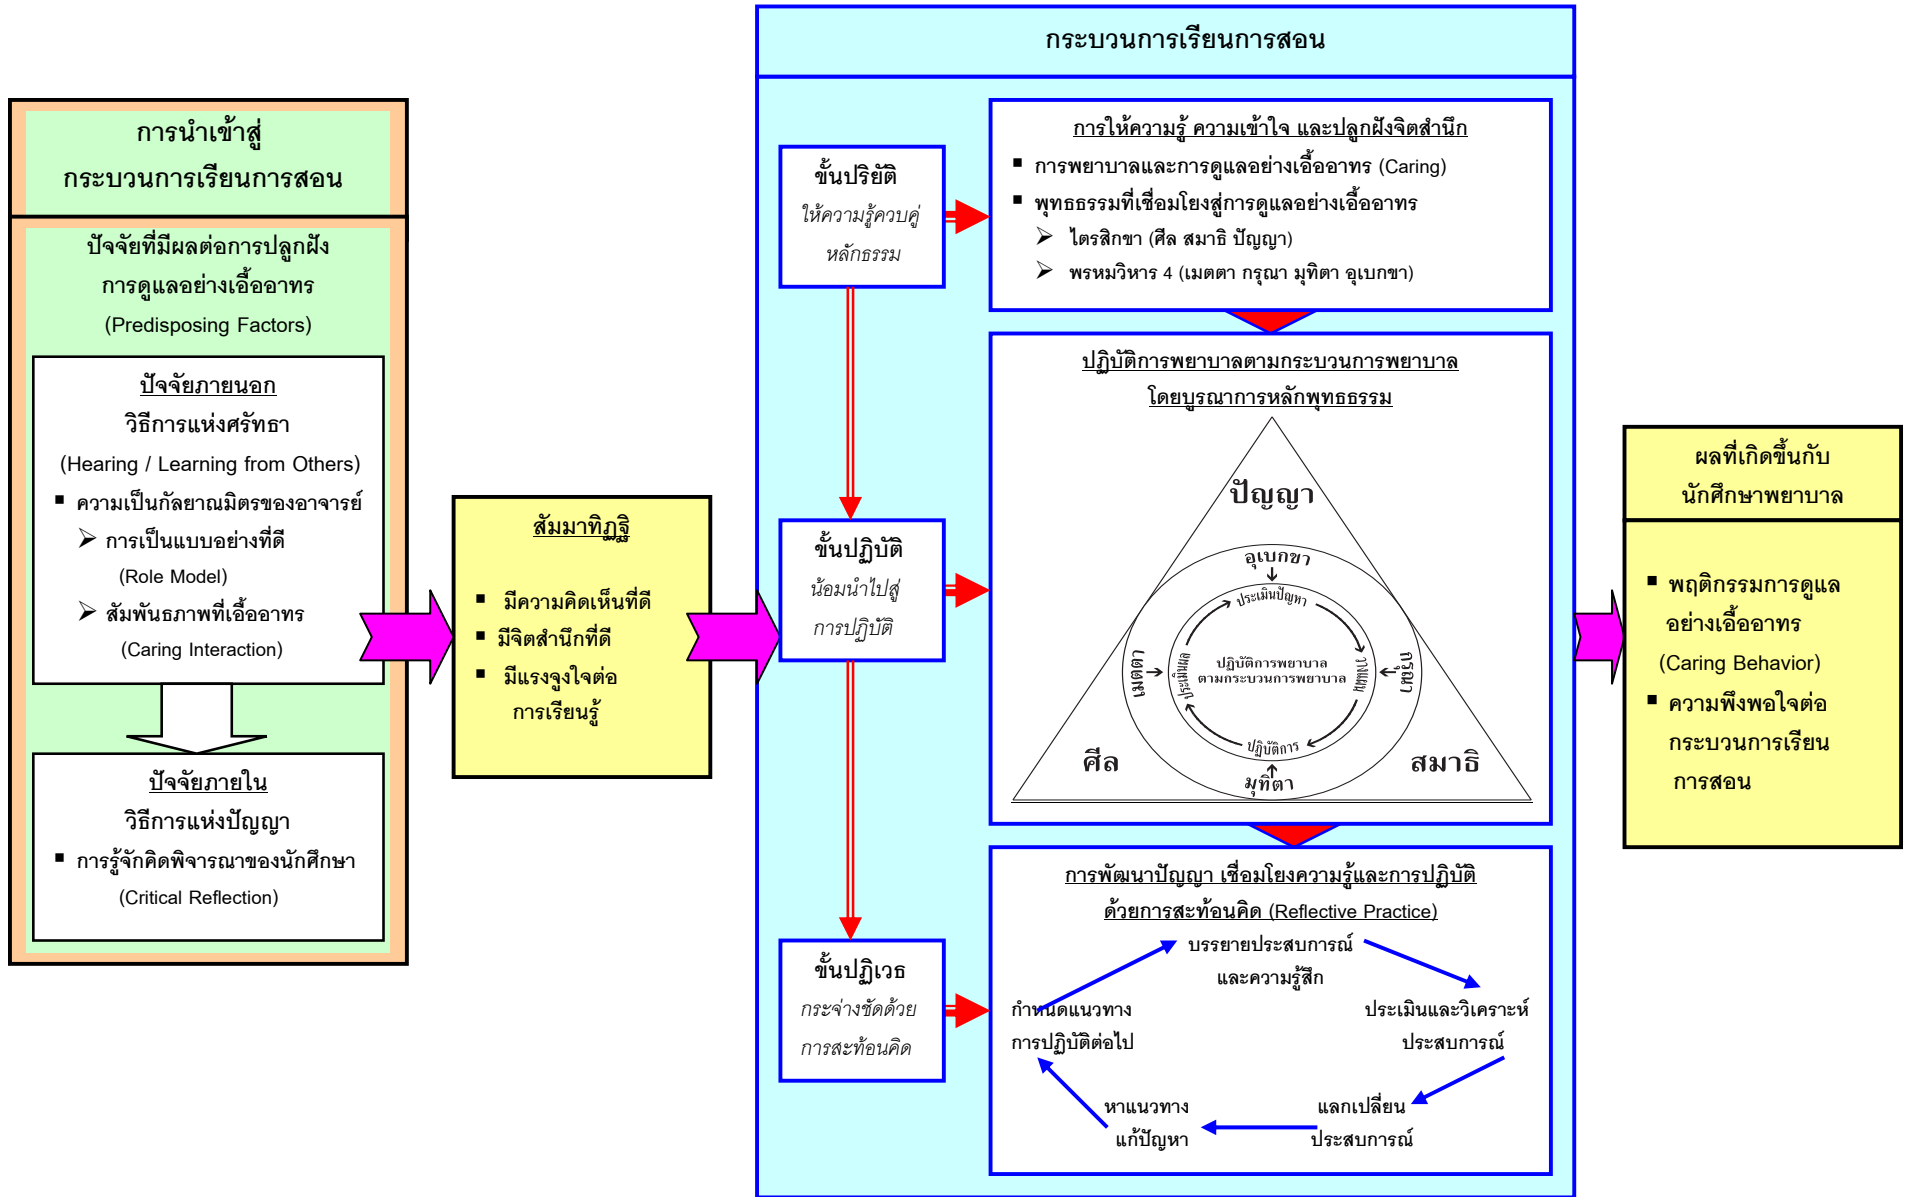 การนำเข้าสู่
กระบวนการเรียนการสอน
ปัจจัยที่มีผลต่อการปลูกฝัง
การดูแลอย่างเอื้ออาทร
(Predisposing Factors)
ปัจจัยภายนอก
วิธีการแห่งศรัทธา
(Hearing / Learning from Others)
▪ ความเป็นกัลยาณมิตรของอาจารย์
➢ การเป็นแบบอย่างที่ดี
(Role Model)
➢ สัมพันธภาพที่เอื้ออาทร
(Caring Interaction)
ปัจจัยภายใน
วิธีการแห่งปัญญา
▪ การรู้จักคิดพิจารณาของนักศึกษา
(Critical Reflection)
สัมมาทิฏฐิ
▪ มีความคิดเห็นที่ดี
▪ มีจิตสำนึกที่ดี
▪ มีแรงจูงใจต่อ
การเรียนรู้
กระบวนการเรียนการสอน
ขั้นปริยัติ
ให้ความรู้ควบคู่
หลักธรรม
การให้ความรู้ ความเข้าใจ และปลูกฝังจิตสำนึก
▪ การพยาบาลและการดูแลอย่างเอื้ออาทร (Caring)
▪ พุทธธรรมที่เชื่อมโยงสู่การดูแลอย่างเอื้ออาทร
➢ ไตรสิกขา (ศีล สมาธิ ปัญญา)
➢ พรหมวิหาร 4 (เมตตา กรุณา มุทิตา อุเบกขา)
ขั้นปฏิบัติ
น้อมนำไปสู่
การปฏิบัติ
ปฏิบัติการพยาบาลตามกระบวนการพยาบาล
โดยบูรณาการหลักพุทธธรรม
ปัญญา
อุเบกขา
ประเมินปัญหา
เมตตา
ประเมินผล
ปฏิบัติการพยาบาล
ตามกระบวนการพยาบาล
วางแผน
กรุณา
ปฏิบัติการ
ศีล
สมาธิ
มุทิตา
ขั้นปฏิเวธ
กระจ่างชัดด้วย
การสะท้อนคิด
การพัฒนาปัญญา เชื่อมโยงความรู้และการปฏิบัติ
ด้วยการสะท้อนคิด (Reflective Practice)
บรรยายประสบการณ์
และความรู้สึก
ประเมินและวิเคราะห์
ประสบการณ์
แลกเปลี่ยน
ประสบการณ์
หาแนวทาง
แก้ปัญหา
กำหนดแนวทาง
การปฏิบัติต่อไป
ผลที่เกิดขึ้นกับ
นักศึกษาพยาบาล
▪ พฤติกรรมการดูแล
อย่างเอื้ออาทร
(Caring Behavior)
▪ ความพึงพอใจต่อ
กระบวนการเรียน
การสอน